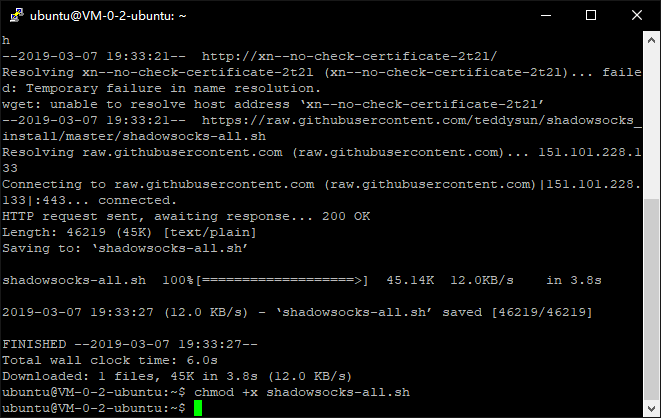 ubuntu@VM-0-2-ubuntu: ~
h
--2019-03-07 19:33:21--  http://xn--no-check-certificate-2t2l/
Resolving xn--no-check-certificate-2t2l (xn--no-check-certificate-2t2l)... faile
d: Temporary failure in name resolution.
wget: unable to resolve host address ‘xn--no-check-certificate-2t2l’
--2019-03-07 19:33:21--  https://raw.githubusercontent.com/teddysun/shadowsocks_
install/master/shadowsocks-all.sh
Resolving raw.githubusercontent.com (raw.githubusercontent.com)... 151.101.228.1
33
Connecting to raw.githubusercontent.com (raw.githubusercontent.com)|151.101.228.
133|:443... connected.
HTTP request sent, awaiting response... 200 OK
Length: 46219 (45K) [text/plain]
Saving to: ‘shadowsocks-all.sh’
shadowsocks-all.sh  100%[===================>]  45.14K  12.0KB/s    in 3.8s
2019-03-07 19:33:27 (12.0 KB/s) - ‘shadowsocks-all.sh’ saved [46219/46219]
FINISHED --2019-03-07 19:33:27--
Total wall clock time: 6.0s
Downloaded: 1 files, 45K in 3.8s (12.0 KB/s)
ubuntu@VM-0-2-ubuntu:~$ chmod +x shadowsocks-all.sh
ubuntu@VM-0-2-ubuntu:~$